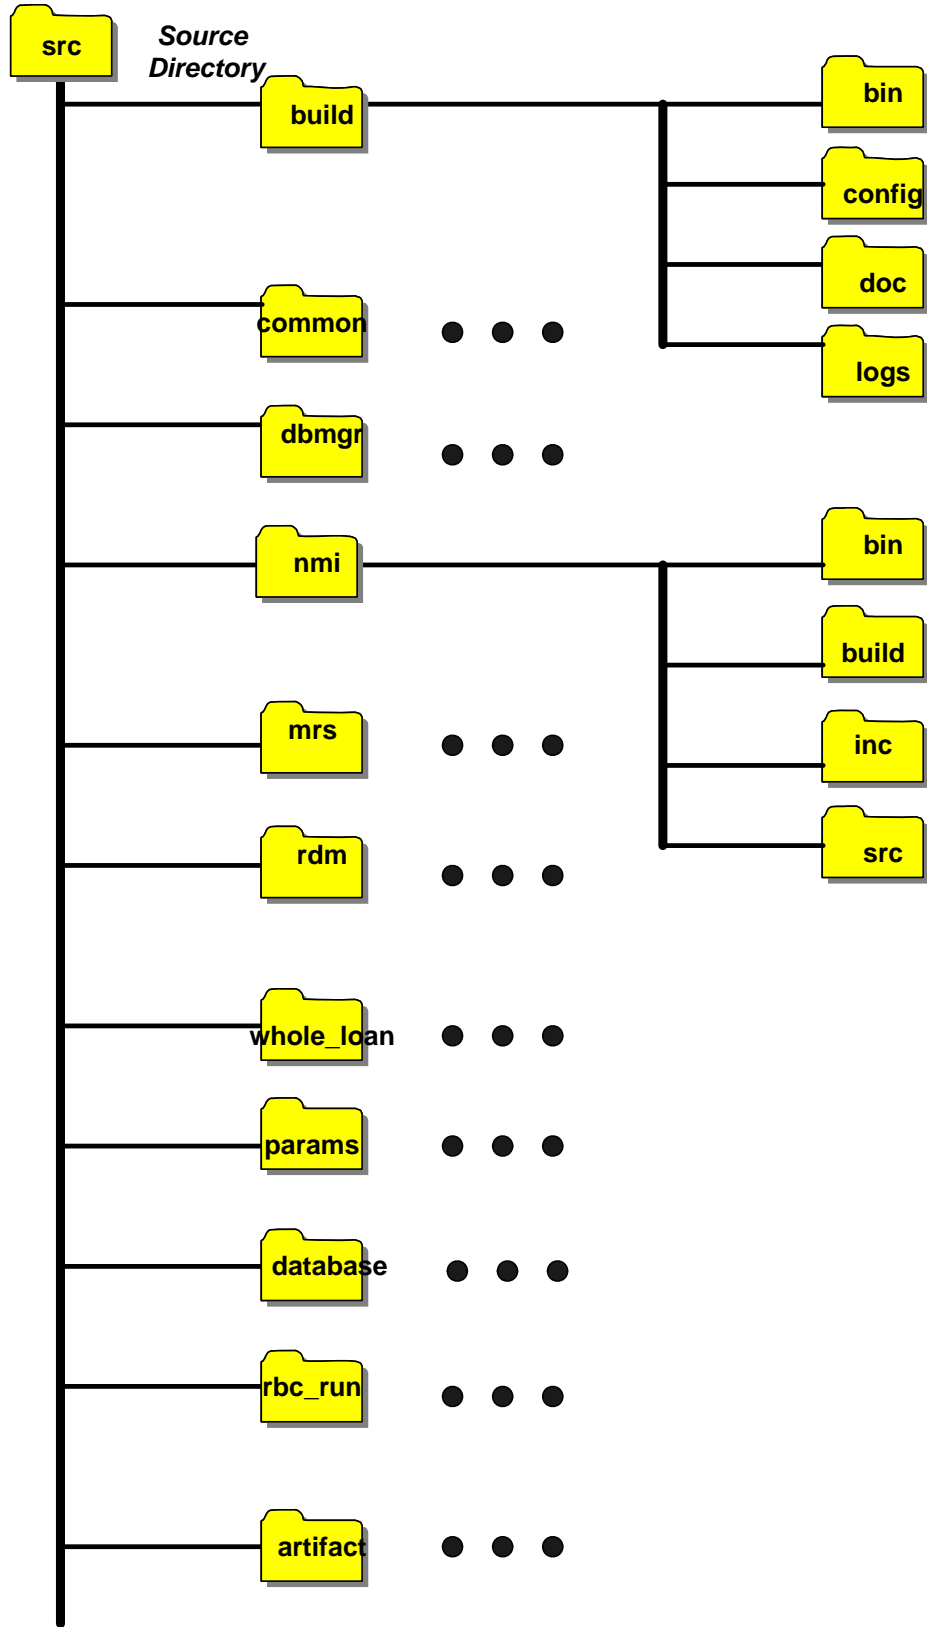 src
Source
Directory
build
bin
config
doc
logs
common
dbmgr
nmi
bin
build
inc
src
mrs
rdm
whole_loan
params
database
rbc_run
artifact